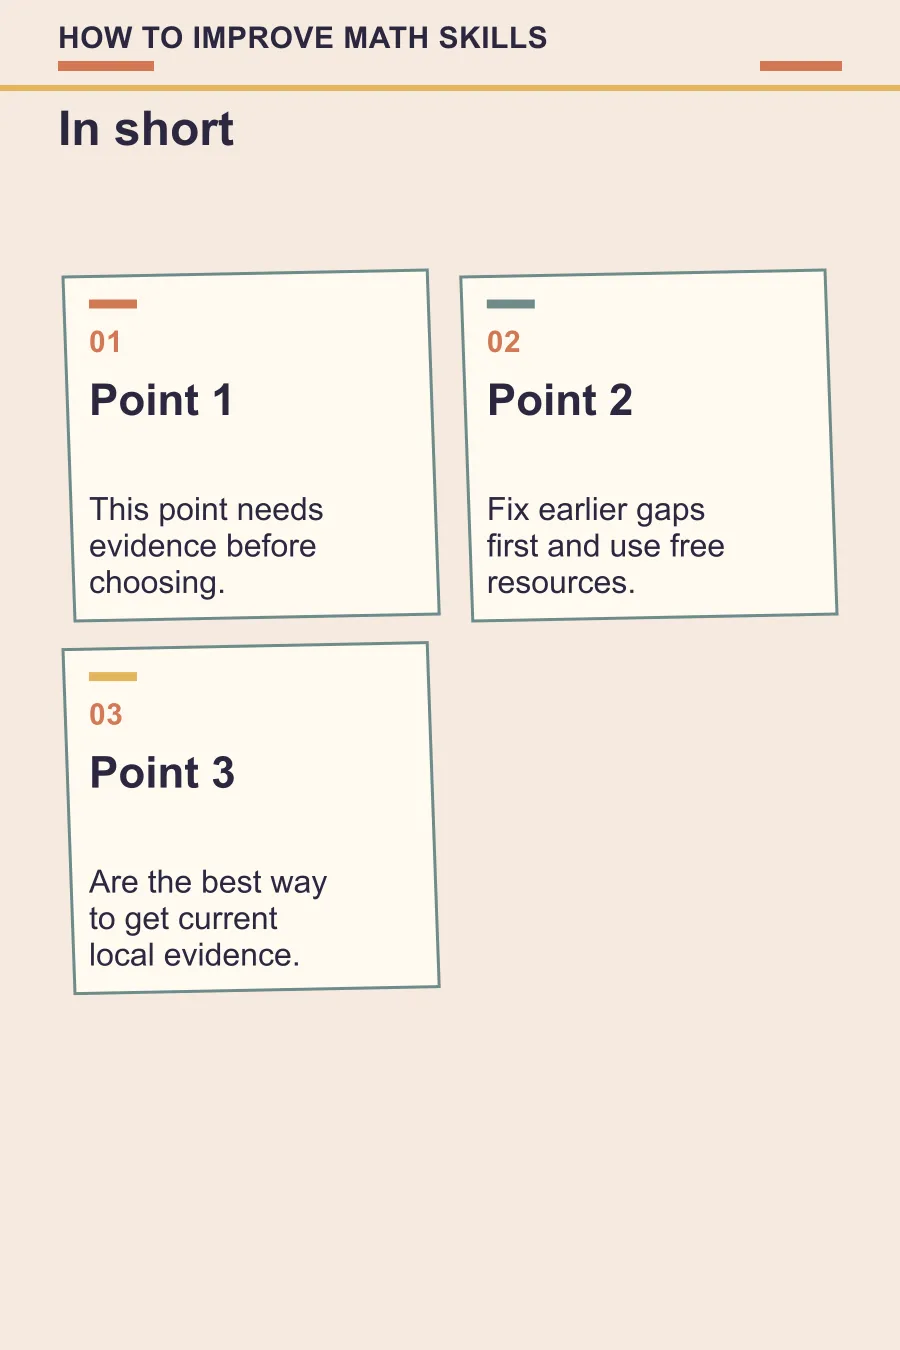 HOW TO IMPROVE MATH SKILLS
In short
01
Point 1
This point needs
evidence before
choosing.
02
Point 2
Fix earlier gaps
first and use free
resources.
03
Point 3
Are the best way
to get current
local evidence.